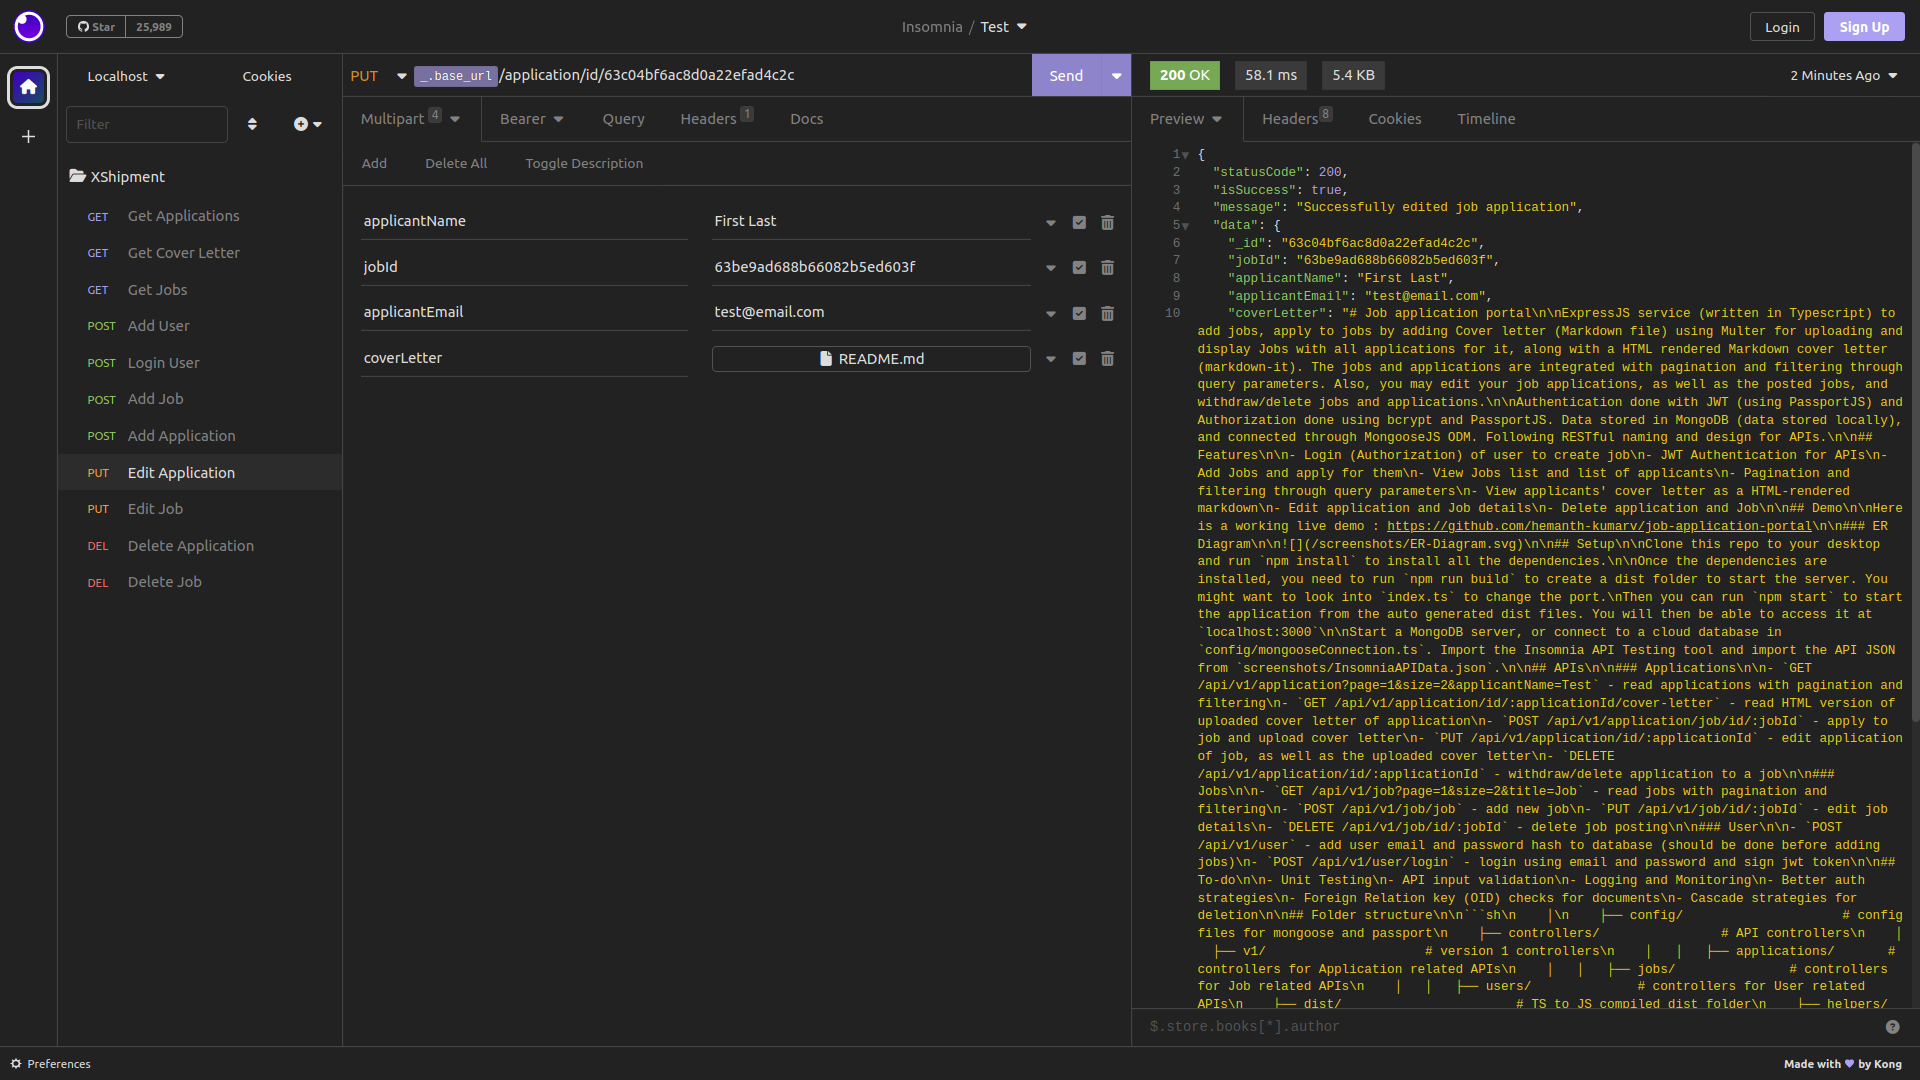 Star 25,989
Insomnia / Test
Login
Sign Up
Localhost
Cookies
Filter
XShipment
GET Get Applications
GET Get Cover Letter
GET Get Jobs
POST Add User
POST Login User
POST Add Job
POST Add Application
PUT Edit Application
PUT Edit Job
DEL Delete Application
DEL Delete Job
PUT _.base_url/application/id/63c04bf6ac8d0a22efad4c2c
Send
Multipart 4
Bearer
Query
Headers 1
Docs
Add
Delete All
Toggle Description
applicantName First Last
jobId 63be9ad688b66082b5ed603f
applicantEmail test@email.com
coverLetter README.md
200 OK
58.1 ms
5.4 KB
2 Minutes Ago
Preview
Headers 8
Cookies
Timeline
1 {
2 "statusCode": 200,
3 "isSuccess": true,
4 "message": "Successfully edited job application",
5 "data": {
6 "_id": "63c04bf6ac8d0a22efad4c2c",
7 "jobId": "63be9ad688b66082b5ed603f",
8 "applicantName": "First Last",
9 "applicantEmail": "test@email.com",
10 "coverLetter": "# Job application portal\n\nExpressJS service (written in Typescript) to
add jobs, apply to jobs by adding Cover letter (Markdown file) using Multer for uploading and
display Jobs with all applications for it, along with a HTML rendered Markdown cover letter
(markdown-it). The jobs and applications are integrated with pagination and filtering through
query parameters. Also, you may edit your job applications, as well as the posted jobs, and
withdraw/delete jobs and applications.\n\nAuthentication done with JWT (using PassportJS) and
Authorization done using bcrypt and PassportJS. Data stored in MongoDB (data stored locally),
and connected through MongooseJS ODM. Following RESTful naming and design for APIs.\n\n##
Features\n\n- Login (Authorization) of user to create job\n- JWT Authentication for APIs\n-
Add Jobs and apply for them\n- View Jobs list and list of applicants\n- Pagination and
filtering through query parameters\n- View applicants' cover letter as a HTML-rendered
markdown\n- Edit application and Job details\n- Delete application and Job\n\n## Demo\n\nHere
is a working live demo : https://github.com/hemanth-kumarv/job-application-portal\n\n### ER
Diagram\n\n![](/screenshots/ER-Diagram.svg)\n\n## Setup\n\nClone this repo to your desktop
and run `npm install` to install all the dependencies.\n\nOnce the dependencies are
installed, you need to run `npm run build` to create a dist folder to start the server. You
might want to look into `index.ts` to change the port.\nThen you can run `npm start` to start
the application from the auto generated dist files. You will then be able to access it at
`localhost:3000`\n\nStart a MongoDB server, or connect to a cloud database in
`config/mongooseConnection.ts`. Import the Insomnia API Testing tool and import the API JSON
from `screenshots/InsomniaAPIData.json`.\n\n## APIs\n\n### Applications\n\n- `GET
/api/v1/application?page=1&size=2&applicantName=Test` - read applications with pagination and
filtering\n- `GET /api/v1/application/id/:applicationId/cover-letter` - read HTML version of
uploaded cover letter of application\n- `POST /api/v1/application/job/id/:jobId` - apply to
job and upload cover letter\n- `PUT /api/v1/application/id/:applicationId` - edit application
of job, as well as the uploaded cover letter\n- `DELETE
/api/v1/application/id/:applicationId` - withdraw/delete application to a job\n\n###
Jobs\n\n- `GET /api/v1/job?page=1&size=2&title=Job` - read jobs with pagination and
filtering\n- `POST /api/v1/job/job` - add new job\n- `PUT /api/v1/job/id/:jobId` - edit job
details\n- `DELETE /api/v1/job/id/:jobId` - delete job posting\n\n### User\n\n- `POST
/api/v1/user` - add user email and password hash to database (should be done before adding
jobs)\n- `POST /api/v1/user/login` - login using email and password and sign jwt token\n\n##
To-do\n\n- Unit Testing\n- API input validation\n- Logging and Monitoring\n- Better auth
strategies\n- Foreign Relation key (OID) checks for documents\n- Cascade strategies for
deletion\n\n## Folder structure\n\n```sh\n    │\n    ├── config/ # config
files for mongoose and passport\n    ├── controllers/ # API controllers\n    │
├── v1/ # version 1 controllers\n    │   │   ├── applications/ #
controllers for Application related APIs\n    │   │   ├── jobs/ # controllers
for Job related APIs\n    │   │   ├── users/ # controllers for User related
APIs\n    ├── dist/ # TS to JS compiled dist folder\n    ├── helpers/
$.store.books[*].author
Preferences
Made with ♥ by Kong